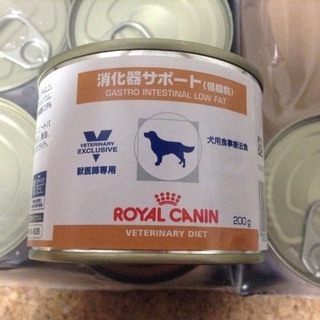 消化器サポート(低脂肪)
GASTRO INTESTINAL LOW FAT
VETERINARY
EXCLUSIVE
獣医師専用
犬用食事療法食
ROYAL CANIN
VETERINARY DIET
200g